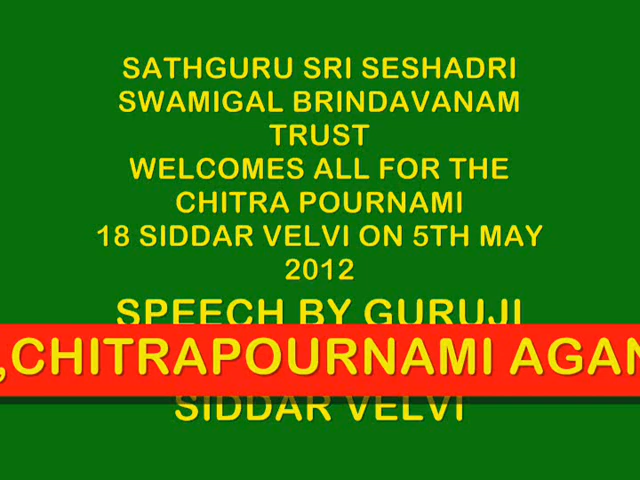 SATHGURU SRI SESHADRI
SWAMIGAL BRINDAVANAM
TRUST
WELCOMES ALL FOR THE
CHITRA POURNAMI
18 SIDDAR VELVI ON 5TH MAY
2012
SPEECH BY GURUJI
,CHITRAPOURNAMI AGAN
SIDDAR VELVI